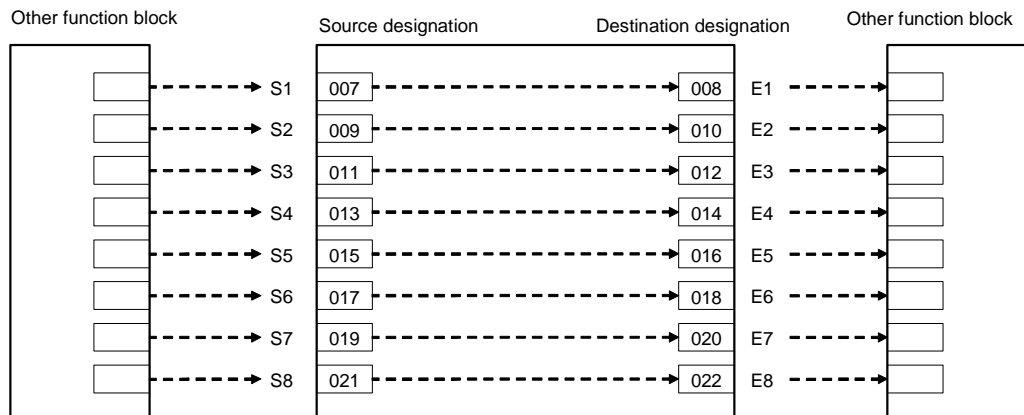 Other function block Source designation Destination designation Other function block
S1 007 008 E1
S2 009 010 E2
S3 011 012 E3
S4 013 014 E4
S5 015 016 E5
S6 017 018 E6
S7 019 020 E7
S8 021 022 E8